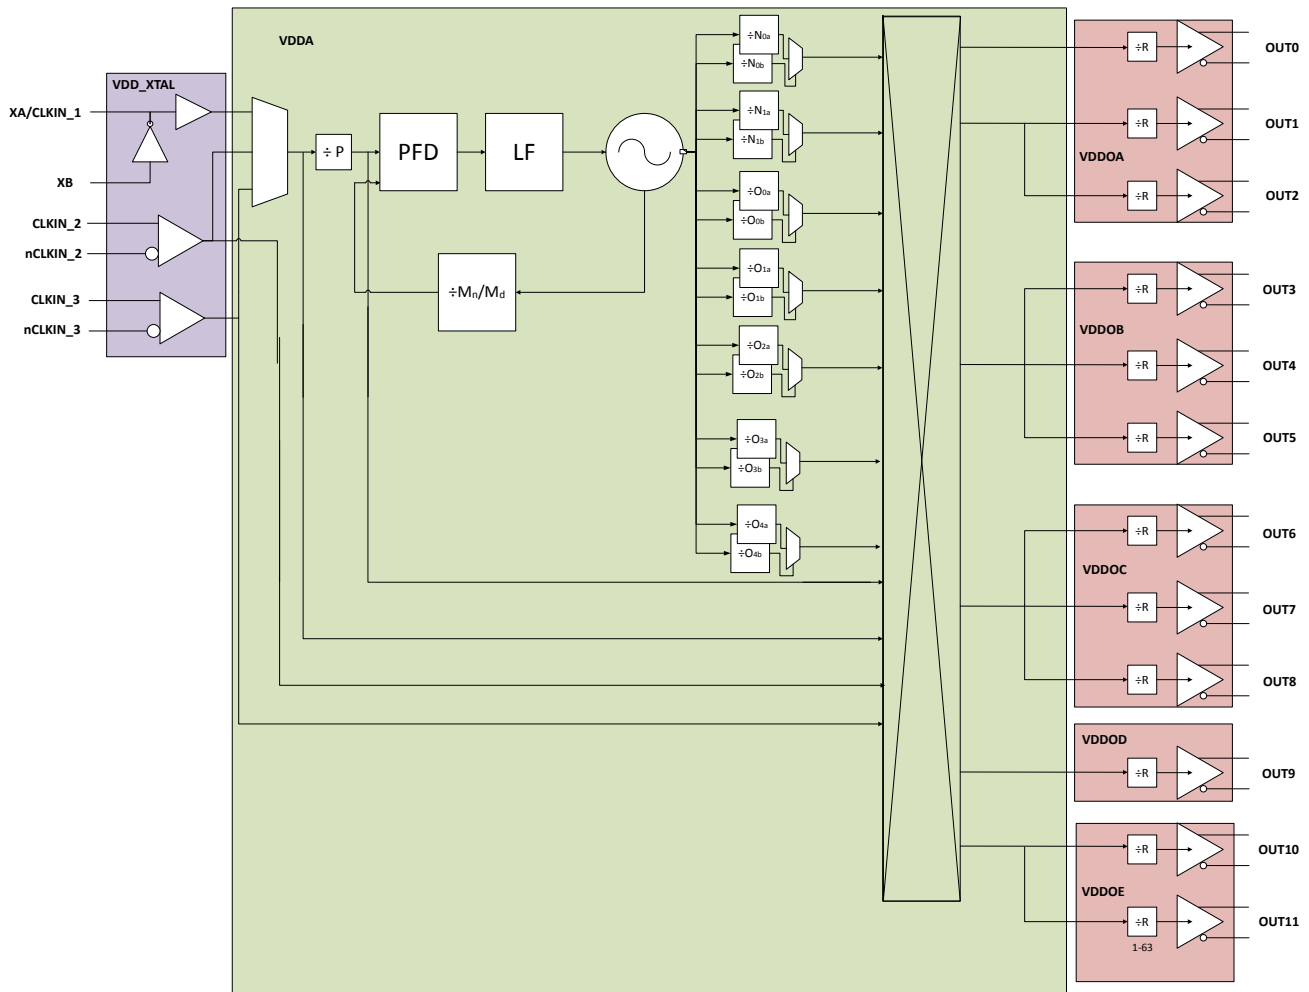 VDDA
VDD_XTAL
XA/CLKIN_1
XB
CLKIN_2
nCLKIN_2
CLKIN_3
nCLKIN_3
÷ P
PFD
LF
÷Mn/Md
÷N0a
÷N0b
÷N1a
÷N1b
÷O0a
÷O0b
÷O1a
÷O1b
÷O2a
÷O2b
÷O3a
÷O3b
÷O4a
÷O4b
÷R
OUT0
÷R
OUT1
VDDOA
÷R
OUT2
÷R
OUT3
VDDOB
÷R
OUT4
÷R
OUT5
÷R
OUT6
VDDOC
÷R
OUT7
÷R
OUT8
VDDOD
÷R
OUT9
÷R
OUT10
VDDOE
÷R
OUT11
1-63